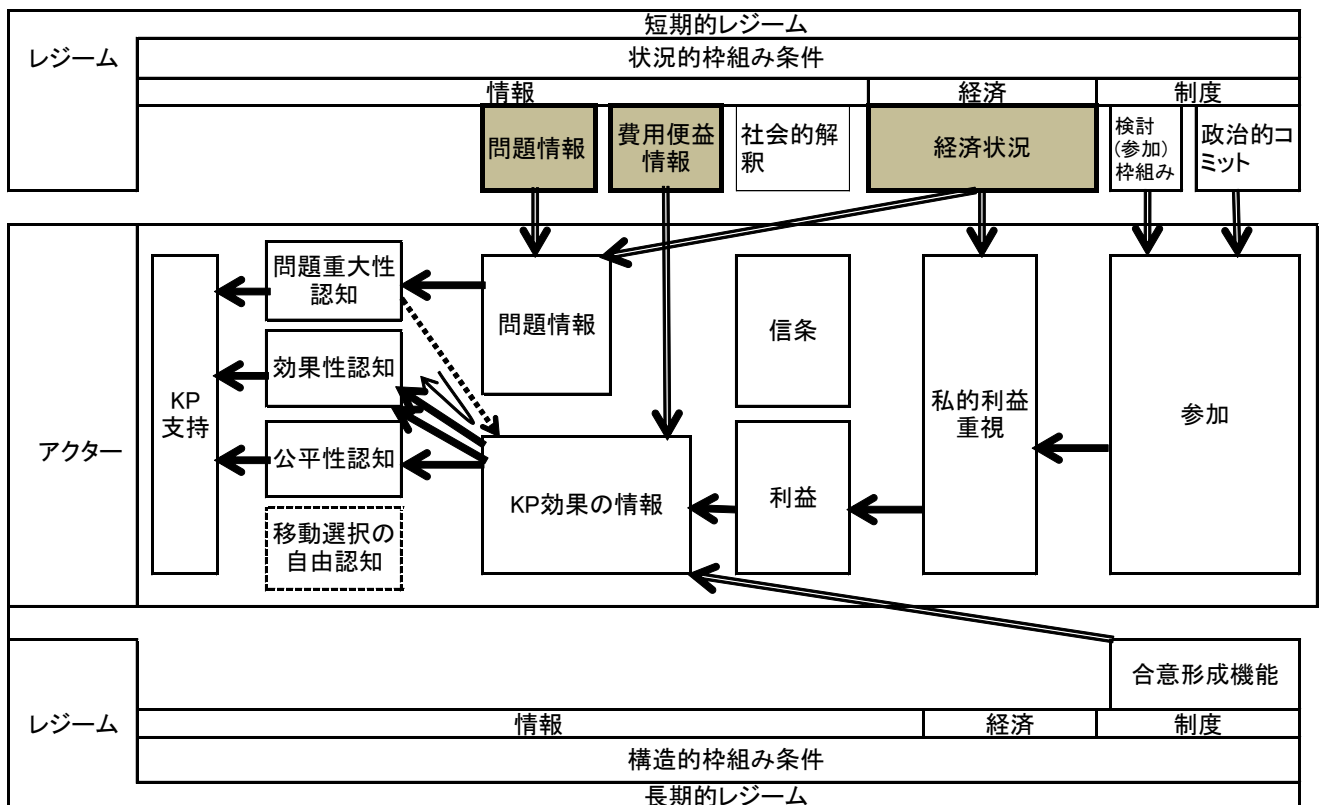 短期的レジーム
レジーム
状況的枠組み条件
情報
経済
制度
問題情報
費用便益
情報
社会的解
釈
経済状況
検討
(参加)
枠組み
政治的コ
ミット
アクター
KP
支持
問題重大性
認知
効果性認知
公平性認知
移動選択の
自由認知
問題情報
KP効果の情報
信条
利益
私的利益
重視
参加
レジーム
合意形成機能
情報
経済
制度
構造的枠組み条件
長期的レジーム